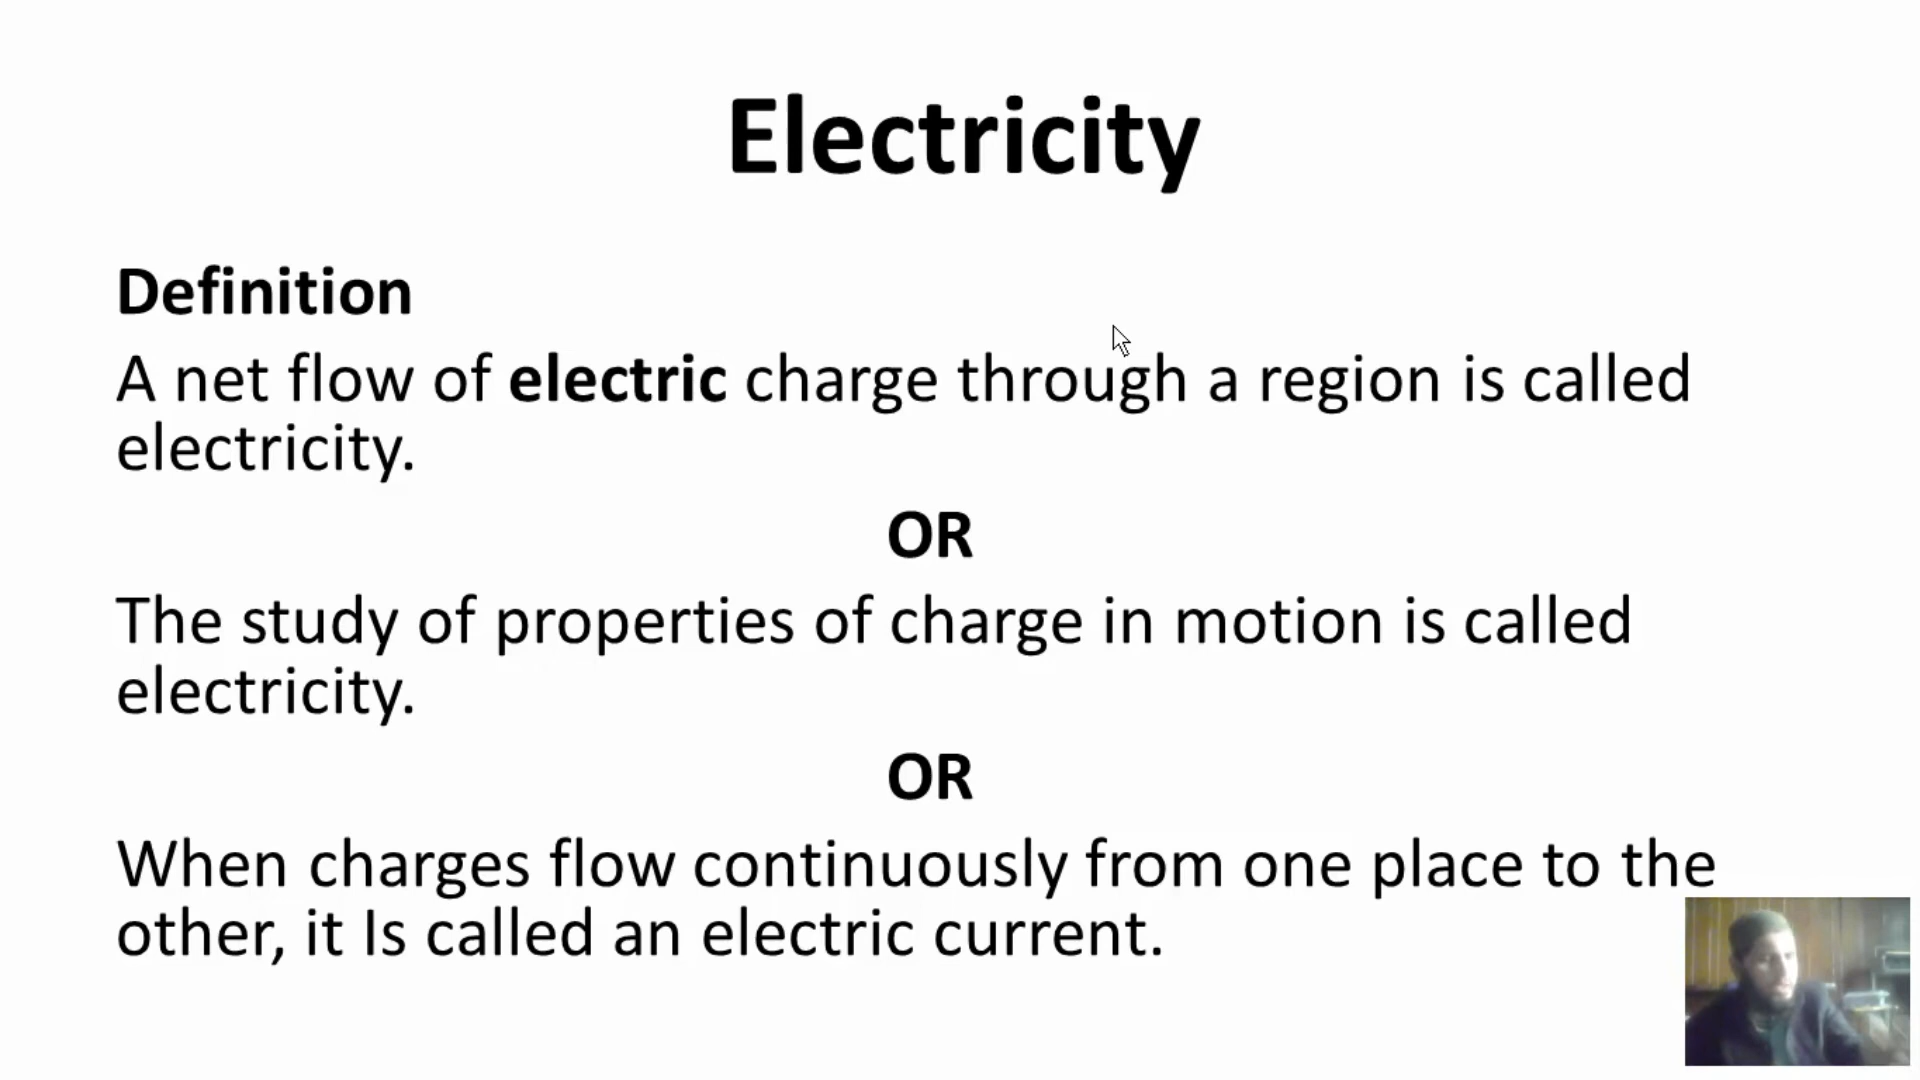 Electricity
Definition
A net flow of electric charge through a region is called
electricity.
OR
The study of properties of charge in motion is called
electricity.
OR
When charges flow continuously from one place to the
other, it Is called an electric current.